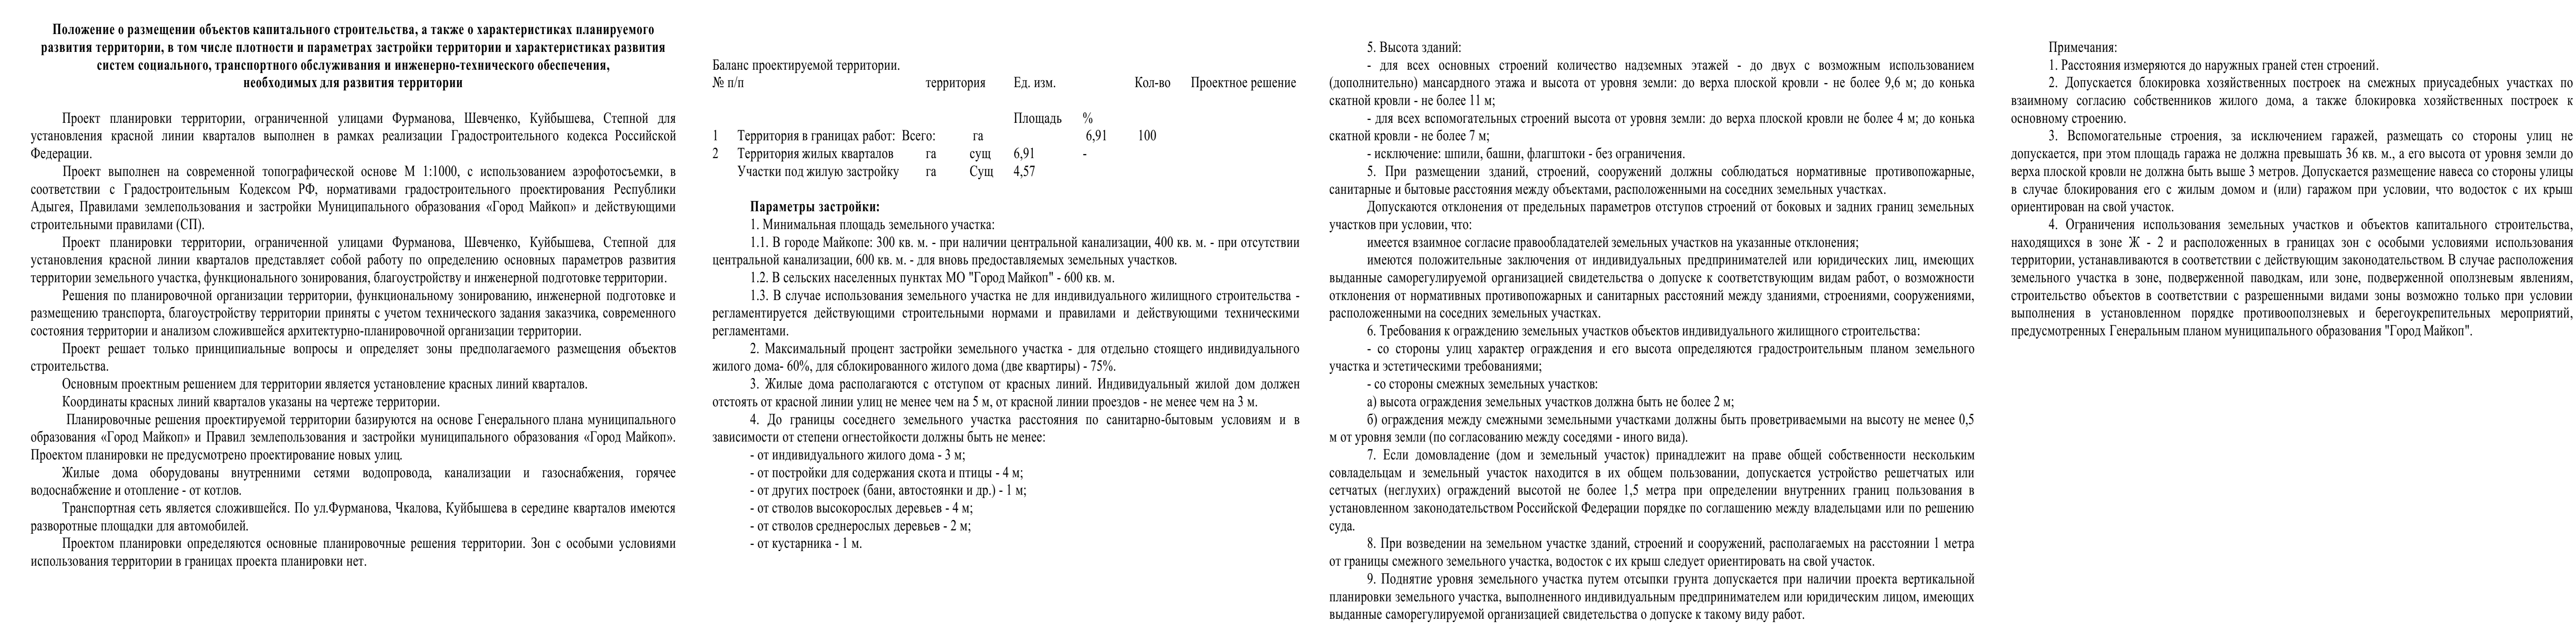 Положение о размещении объектов капитального строительства, а также о характеристиках планируемого
развития территории, в том числе плотности и параметрах застройки территории и характеристиках развития
систем социального, транспортного обслуживания и инженерно-технического обеспечения,
необходимых для развития территории
Проект планировки территории, ограниченной улицами Фурманова, Шевченко, Куйбышева, Степной для
установления красной линии кварталов выполнен в рамках реализации Градостроительного кодекса Российской
Федерации.
Проект выполнен на современной топографической основе М 1:1000, с использованием аэрофотосъемки, в
соответствии с Градостроительным Кодексом РФ, нормативами градостроительного проектирования Республики
Адыгея, Правилами землепользования и застройки Муниципального образования «Город Майкоп» и действующими
строительными правилами (СП).
Проект планировки территории, ограниченной улицами Фурманова, Шевченко, Куйбышева, Степной для
установления красной линии кварталов представляет собой работу по определению основных параметров развития
территории земельного участка, функционального зонирования, благоустройству и инженерной подготовке территории.
Решения по планировочной организации территории, функциональному зонированию, инженерной подготовке и
размещению транспорта, благоустройству территории приняты с учетом технического задания заказчика, современного
состояния территории и анализом сложившейся архитектурно-планировочной организации территории.
Проект решает только принципиальные вопросы и определяет зоны предполагаемого размещения объектов
строительства.
Основным проектным решением для территории является установление красных линий кварталов.
Координаты красных линий кварталов указаны на чертеже территории.
Планировочные решения проектируемой территории базируются на основе Генерального плана муниципального
образования «Город Майкоп» и Правил землепользования и застройки муниципального образования «Город Майкоп».
Проектом планировки не предусмотрено проектирование новых улиц.
Жилые дома оборудованы внутренними сетями водопровода, канализации и газоснабжения, горячее
водоснабжение и отопление - от котлов.
Транспортная сеть является сложившейся. По ул.Фурманова, Чкалова, Куйбышева в середине кварталов имеются
разворотные площадки для автомобилей.
Проектом планировки определяются основные планировочные решения территории. Зон с особыми условиями
использования территории в границах проекта планировки нет.
Баланс проектируемой территории.
№ п/п территория Ед. изм. Кол-во Проектное решение
Площадь %
1 Территория в границах работ: Всего: га 6,91 100
2 Территория жилых кварталов га сущ 6,91 -
Участки под жилую застройку га Сущ 4,57
Параметры застройки:
1. Минимальная площадь земельного участка:
1.1. В городе Майкопе: 300 кв. м. - при наличии центральной канализации, 400 кв. м. - при отсутствии
центральной канализации, 600 кв. м. - для вновь предоставляемых земельных участков.
1.2. В сельских населенных пунктах МО "Город Майкоп" - 600 кв. м.
1.3. В случае использования земельного участка не для индивидуального жилищного строительства -
регламентируется действующими строительными нормами и правилами и действующими техническими
регламентами.
2. Максимальный процент застройки земельного участка - для отдельно стоящего индивидуального
жилого дома- 60%, для сблокированного жилого дома (две квартиры) - 75%.
3. Жилые дома располагаются с отступом от красных линий. Индивидуальный жилой дом должен
отстоять от красной линии улиц не менее чем на 5 м, от красной линии проездов - не менее чем на 3 м.
4. До границы соседнего земельного участка расстояния по санитарно-бытовым условиям и в
зависимости от степени огнестойкости должны быть не менее:
- от индивидуального жилого дома - 3 м;
- от постройки для содержания скота и птицы - 4 м;
- от других построек (бани, автостоянки и др.) - 1 м;
- от стволов высокорослых деревьев - 4 м;
- от стволов среднерослых деревьев - 2 м;
- от кустарника - 1 м.
5. Высота зданий:
- для всех основных строений количество надземных этажей - до двух с возможным использованием
(дополнительно) мансардного этажа и высота от уровня земли: до верха плоской кровли - не более 9,6 м; до конька
скатной кровли - не более 11 м;
- для всех вспомогательных строений высота от уровня земли: до верха плоской кровли не более 4 м; до конька
скатной кровли - не более 7 м;
- исключение: шпили, башни, флагштоки - без ограничения.
5. При размещении зданий, строений, сооружений должны соблюдаться нормативные противопожарные,
санитарные и бытовые расстояния между объектами, расположенными на соседних земельных участках.
Допускаются отклонения от предельных параметров отступов строений от боковых и задних границ земельных
участков при условии, что:
имеется взаимное согласие правообладателей земельных участков на указанные отклонения;
имеются положительные заключения от индивидуальных предпринимателей или юридических лиц, имеющих
выданные саморегулируемой организацией свидетельства о допуске к соответствующим видам работ, о возможности
отклонения от нормативных противопожарных и санитарных расстояний между зданиями, строениями, сооружениями,
расположенными на соседних земельных участках.
6. Требования к ограждению земельных участков объектов индивидуального жилищного строительства:
- со стороны улиц характер ограждения и его высота определяются градостроительным планом земельного
участка и эстетическими требованиями;
- со стороны смежных земельных участков:
а) высота ограждения земельных участков должна быть не более 2 м;
б) ограждения между смежными земельными участками должны быть проветриваемыми на высоту не менее 0,5
м от уровня земли (по согласованию между соседями - иного вида).
7. Если домовладение (дом и земельный участок) принадлежит на праве общей собственности нескольким
совладельцам и земельный участок находится в их общем пользовании, допускается устройство решетчатых или
сетчатых (неглухих) ограждений высотой не более 1,5 метра при определении внутренних границ пользования в
установленном законодательством Российской Федерации порядке по соглашению между владельцами или по решению
суда.
8. При возведении на земельном участке зданий, строений и сооружений, располагаемых на расстоянии 1 метра
от границы смежного земельного участка, водосток с их крыш следует ориентировать на свой участок.
9. Поднятие уровня земельного участка путем отсыпки грунта допускается при наличии проекта вертикальной
планировки земельного участка, выполненного индивидуальным предпринимателем или юридическим лицом, имеющих
выданные саморегулируемой организацией свидетельства о допуске к такому виду работ.
Примечания:
1. Расстояния измеряются до наружных граней стен строений.
2. Допускается блокировка хозяйственных построек на смежных приусадебных участках по
взаимному согласию собственников жилого дома, а также блокировка хозяйственных построек к
основному строению.
3. Вспомогательные строения, за исключением гаражей, размещать со стороны улиц не
допускается, при этом площадь гаража не должна превышать 36 кв. м., а его высота от уровня земли до
верха плоской кровли не должна быть выше 3 метров. Допускается размещение навеса со стороны улицы
в случае блокирования его с жилым домом и (или) гаражом при условии, что водосток с их крыш
ориентирован на свой участок.
4. Ограничения использования земельных участков и объектов капитального строительства,
находящихся в зоне Ж - 2 и расположенных в границах зон с особыми условиями использования
территории, устанавливаются в соответствии с действующим законодательством. В случае расположения
земельного участка в зоне, подверженной паводкам, или зоне, подверженной оползневым явлениям,
строительство объектов в соответствии с разрешенными видами зоны возможно только при условии
выполнения в установленном порядке противооползневых и берегоукрепительных мероприятий,
предусмотренных Генеральным планом муниципального образования "Город Майкоп".